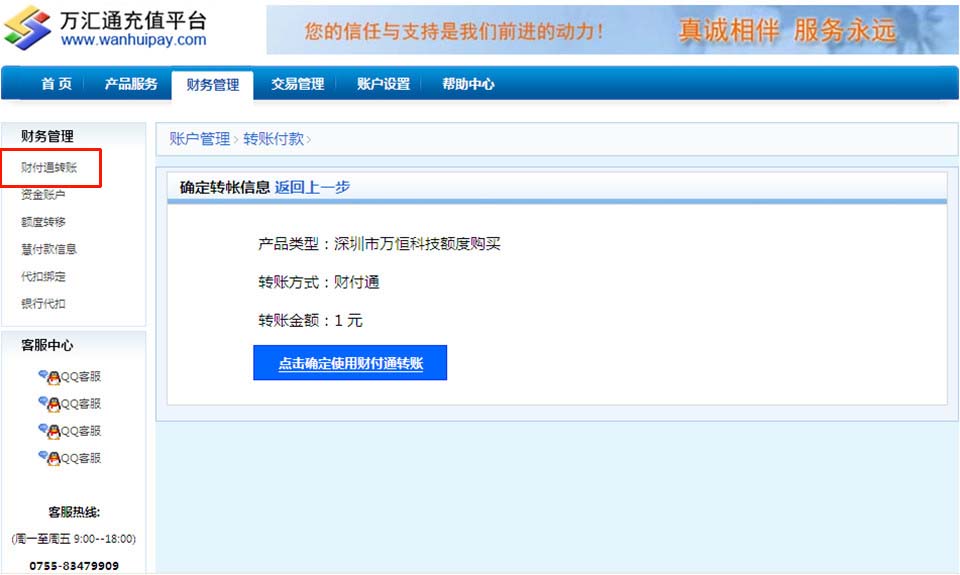 万汇通充值平台
www.wanhuipay.com
您的信任与支持是我们前进的动力！
真诚相伴 服务永远
首 页 产品服务 财务管理 交易管理 账户设置 帮助中心
财务管理
财付通转账
资金账户
额度转移
慧付款信息
代扣绑定
银行代扣
客服中心
QQ客服
QQ客服
QQ客服
QQ客服
客服热线:
(周一至周五 9:00--18:00)
0755-83479909
账户管理 › 转账付款 ›
确定转帐信息 返回上一步
产品类型：深圳市万恒科技额度购买
转账方式：财付通
转账金额：1 元
点击确定使用财付通转账